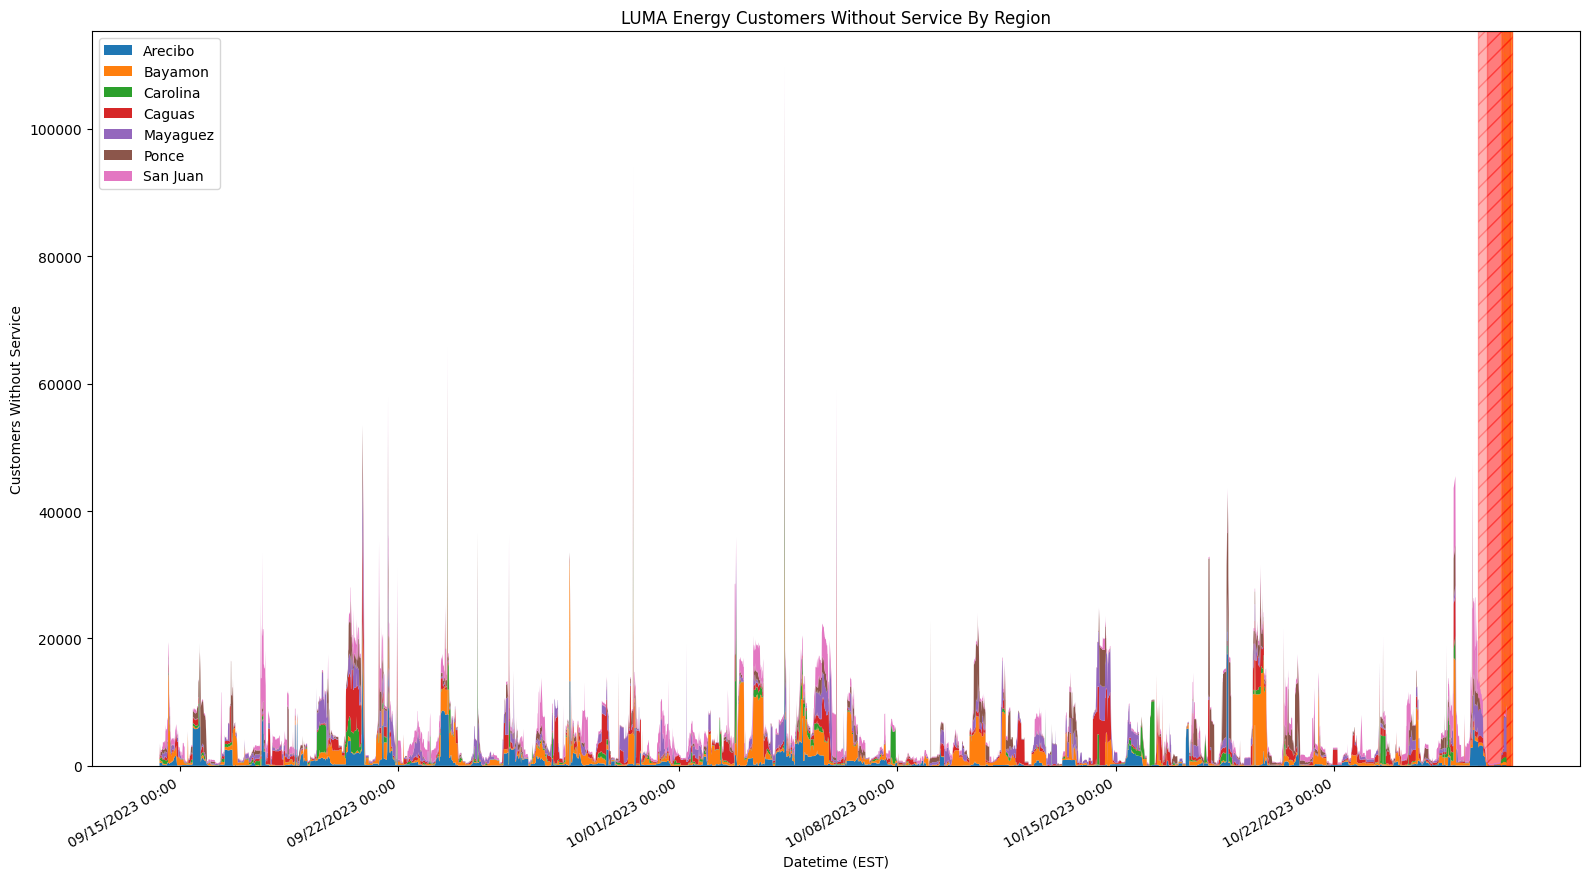 LUMA Energy Customers Without Service By Region
Arecibo
Bayamon
Carolina
Caguas
Mayaguez
Ponce
San Juan
100000
80000
60000
40000
20000
0
Customers Without Service
09/15/2023 00:00
09/22/2023 00:00
10/01/2023 00:00
10/08/2023 00:00
10/15/2023 00:00
10/22/2023 00:00
Datetime (EST)